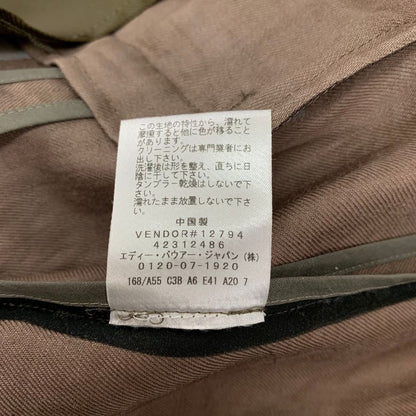 この生地の特性から、濡れて
摩擦すると他に色が移ること
があります。
クリーニングは専門業者にお
出し下さい。
洗濯後は形を整え、直ちに日
陰に干して下さい。
タンブラー乾燥はしないで下
さい。
濡れたまま放置しないで下さ
い。
中国製
VENDOR#12794
42312486
エディー・バウアー・ジャパン(株)
0120-07-1920
168/A55 C3B A6 E41 A20 7